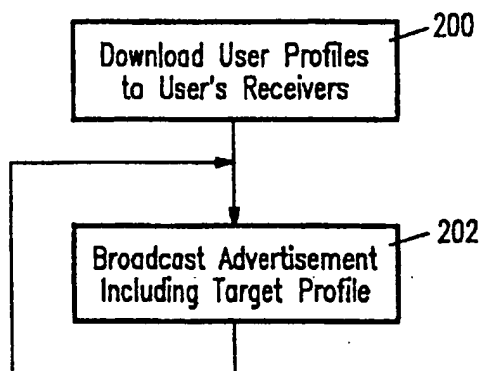 200
Download User Profiles
to User's Receivers
202
Broadcast Advertisement
Including Target Profile